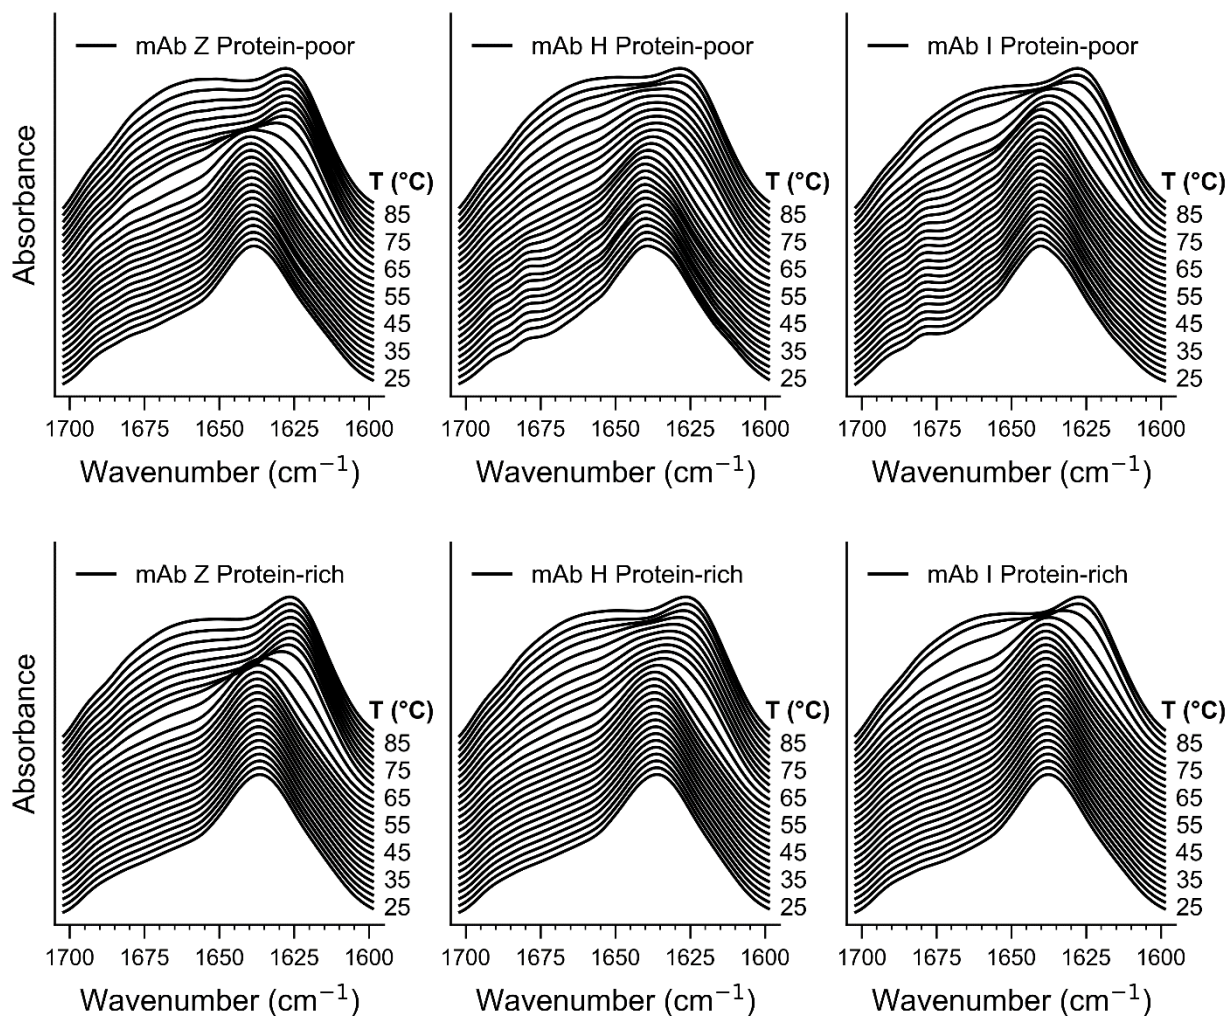 mAb Z Protein-poor
mAb H Protein-poor
mAb I Protein-poor
Absorbance
T (°C)
85
75
65
55
45
35
25
T (°C)
85
75
65
55
45
35
25
T (°C)
85
75
65
55
45
35
25
1700 1675 1650 1625 1600
1700 1675 1650 1625 1600
1700 1675 1650 1625 1600
Wavenumber (cm⁻¹)
Wavenumber (cm⁻¹)
Wavenumber (cm⁻¹)
mAb Z Protein-rich
mAb H Protein-rich
mAb I Protein-rich
Absorbance
T (°C)
85
75
65
55
45
35
25
T (°C)
85
75
65
55
45
35
25
T (°C)
85
75
65
55
45
35
25
1700 1675 1650 1625 1600
1700 1675 1650 1625 1600
1700 1675 1650 1625 1600
Wavenumber (cm⁻¹)
Wavenumber (cm⁻¹)
Wavenumber (cm⁻¹)